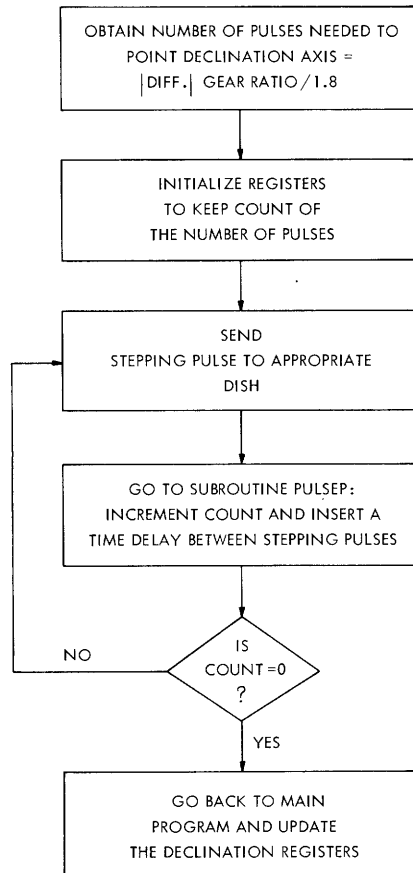 OBTAIN NUMBER OF PULSES NEEDED TO
POINT DECLINATION AXIS =
|DIFF.| GEAR RATIO/1.8
INITIALIZE REGISTERS
TO KEEP COUNT OF
THE NUMBER OF PULSES
SEND
STEPPING PULSE TO APPROPRIATE
DISH
GO TO SUBROUTINE PULSEP:
INCREMENT COUNT AND INSERT A
TIME DELAY BETWEEN STEPPING PULSES
IS
COUNT=0
?
NO
YES
GO BACK TO MAIN
PROGRAM AND UPDATE
THE DECLINATION REGISTERS